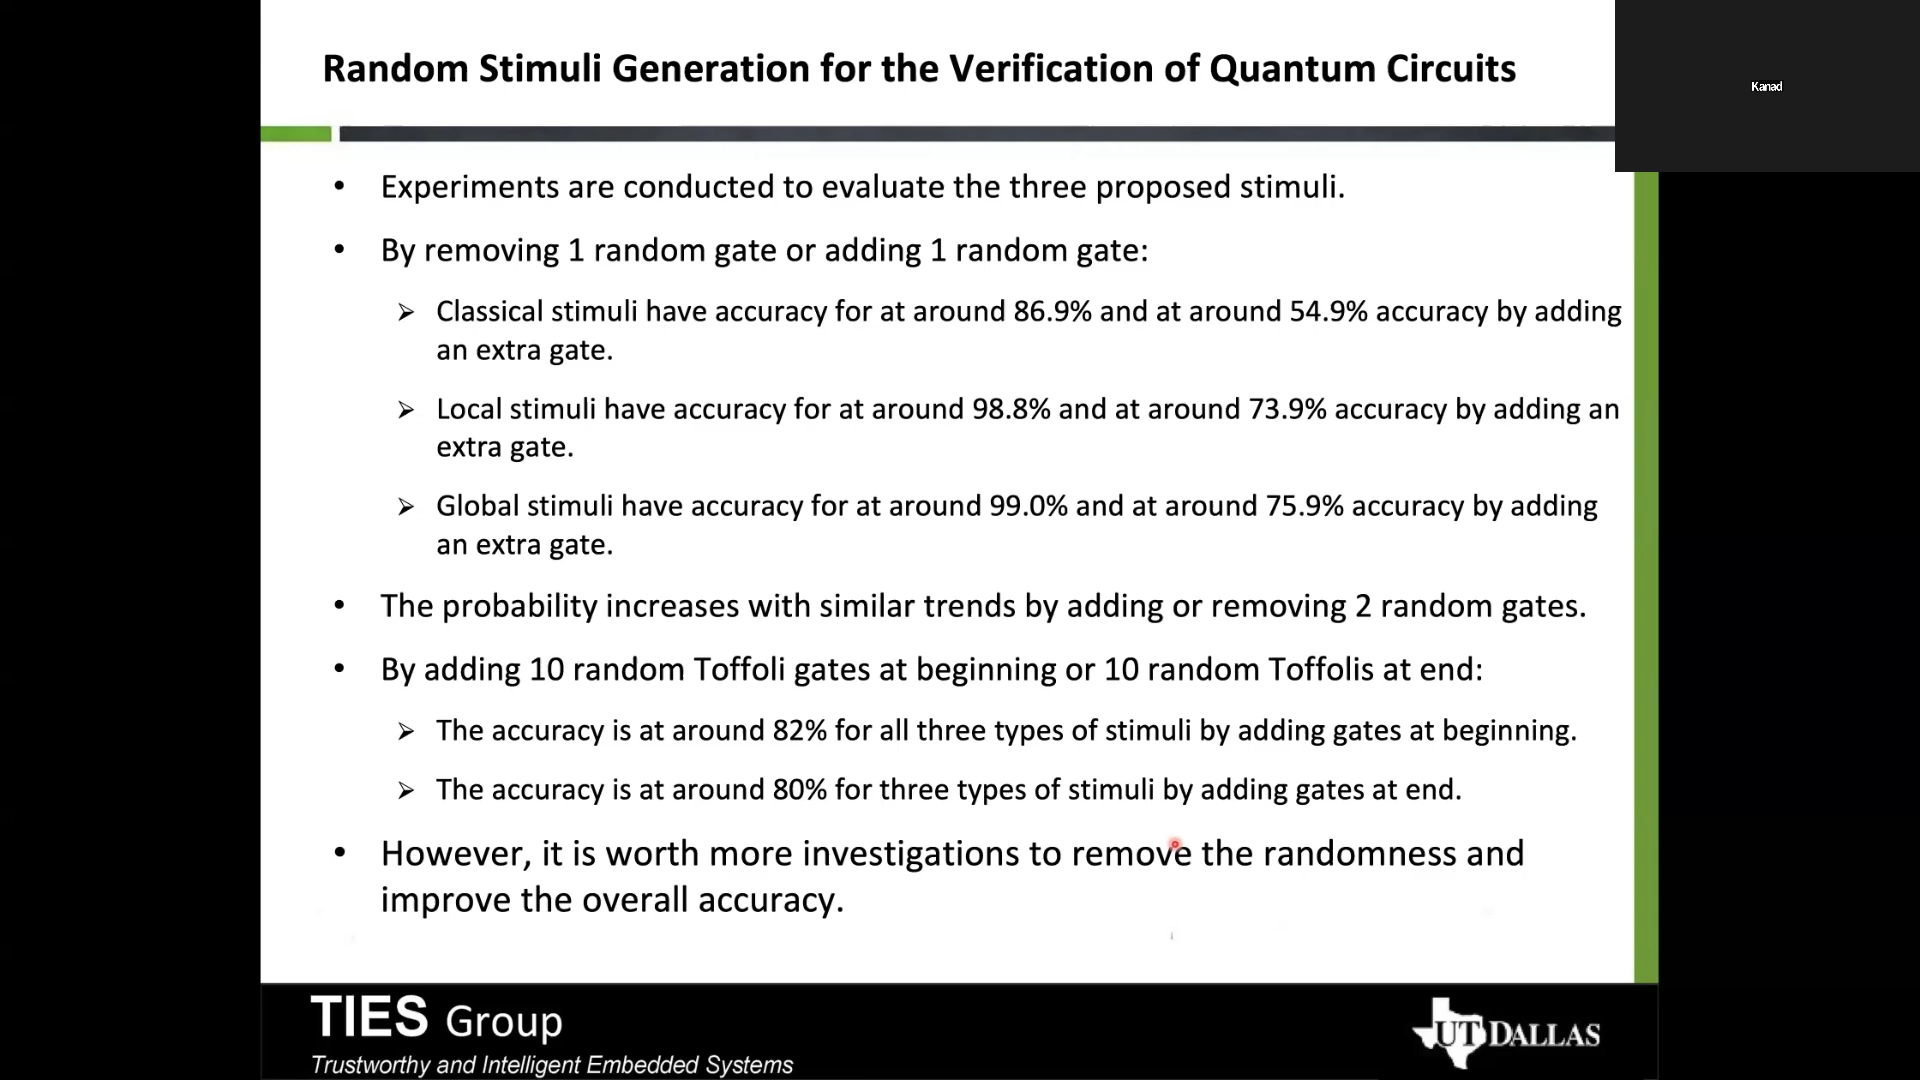 Random Stimuli Generation for the Verification of Quantum Circuits
Kanad
• Experiments are conducted to evaluate the three proposed stimuli.
• By removing 1 random gate or adding 1 random gate:
➢ Classical stimuli have accuracy for at around 86.9% and at around 54.9% accuracy by adding
an extra gate.
➢ Local stimuli have accuracy for at around 98.8% and at around 73.9% accuracy by adding an
extra gate.
➢ Global stimuli have accuracy for at around 99.0% and at around 75.9% accuracy by adding
an extra gate.
• The probability increases with similar trends by adding or removing 2 random gates.
• By adding 10 random Toffoli gates at beginning or 10 random Toffolis at end:
➢ The accuracy is at around 82% for all three types of stimuli by adding gates at beginning.
➢ The accuracy is at around 80% for three types of stimuli by adding gates at end.
• However, it is worth more investigations to remove the randomness and
improve the overall accuracy.
TIES Group
Trustworthy and Intelligent Embedded Systems
UT DALLAS